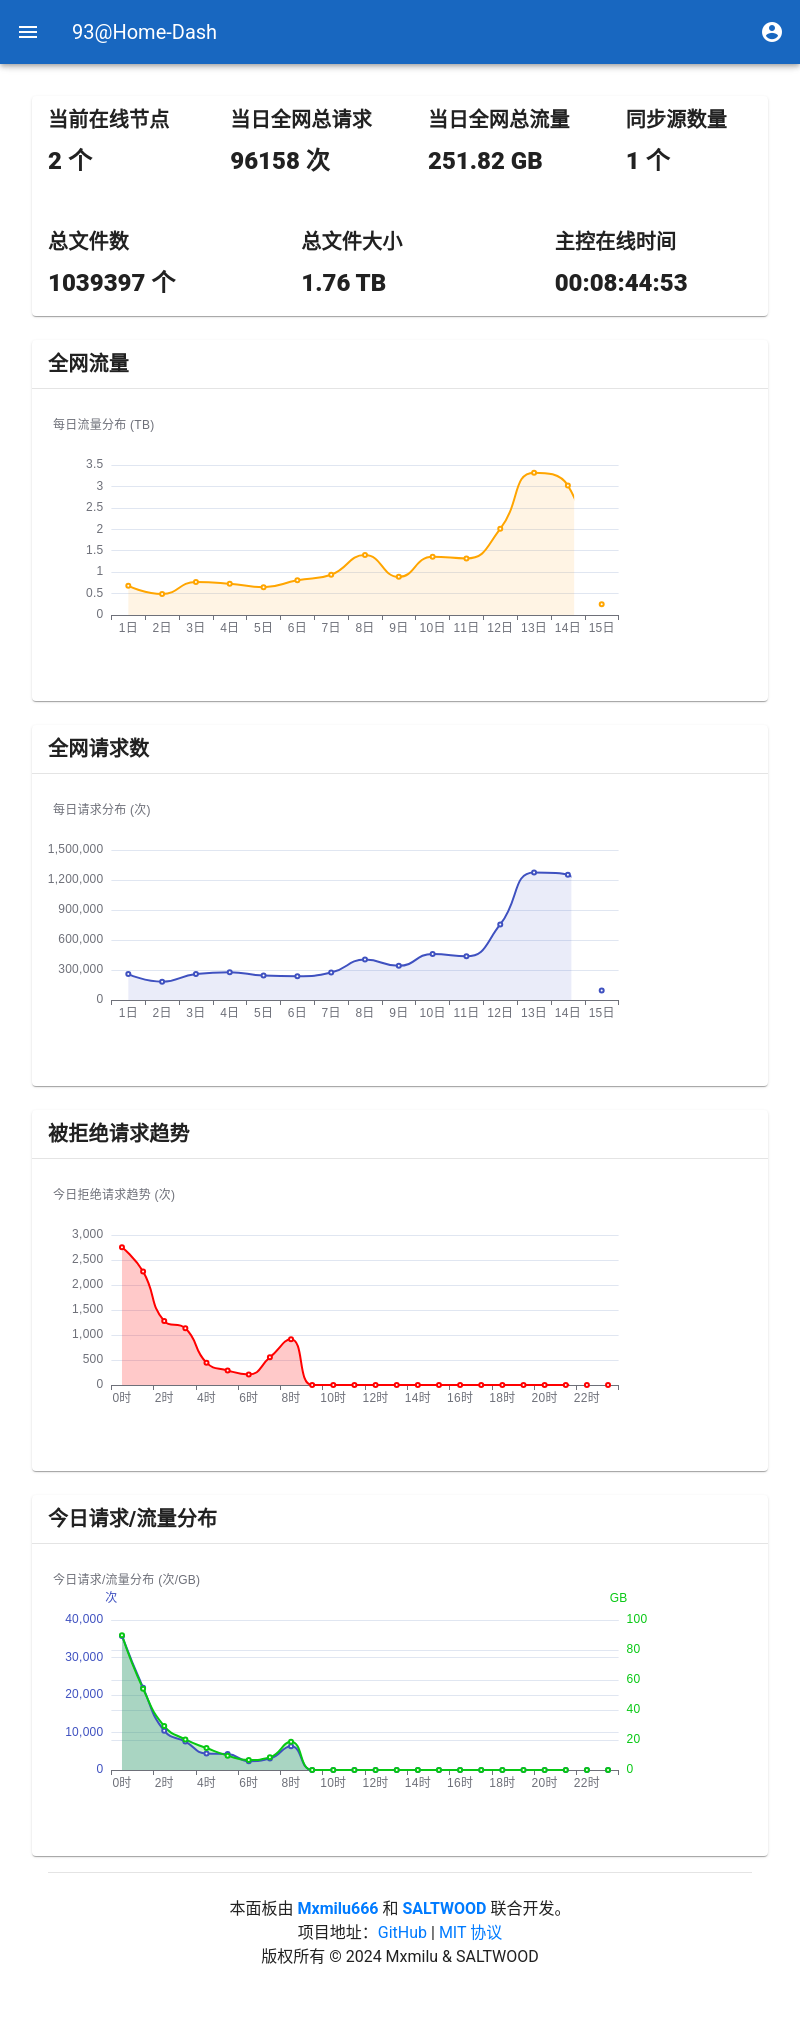 93@Home-Dash
当前在线节点 当日全网总请求 当日全网总流量 同步源数量
2 个 96158 次 251.82 GB 1 个
总文件数 总文件大小 主控在线时间
1039397 个 1.76 TB 00:08:44:53
全网流量
每日流量分布 (TB)
3.5
3
2.5
2
1.5
1
0.5
0
1日 2日 3日 4日 5日 6日 7日 8日 9日 10日 11日 12日 13日 14日 15日
全网请求数
每日请求分布 (次)
1,500,000
1,200,000
900,000
600,000
300,000
0
1日 2日 3日 4日 5日 6日 7日 8日 9日 10日 11日 12日 13日 14日 15日
被拒绝请求趋势
今日拒绝请求趋势 (次)
3,000
2,500
2,000
1,500
1,000
500
0
0时 2时 4时 6时 8时 10时 12时 14时 16时 18时 20时 22时
今日请求/流量分布
今日请求/流量分布 (次/GB)
次 GB
40,000 100
30,000 80
20,000 60
10,000 40
0 20
0
0时 2时 4时 6时 8时 10时 12时 14时 16时 18时 20时 22时
本面板由 Mxmilu666 和 SALTWOOD 联合开发。
项目地址：GitHub | MIT 协议
版权所有 © 2024 Mxmilu & SALTWOOD